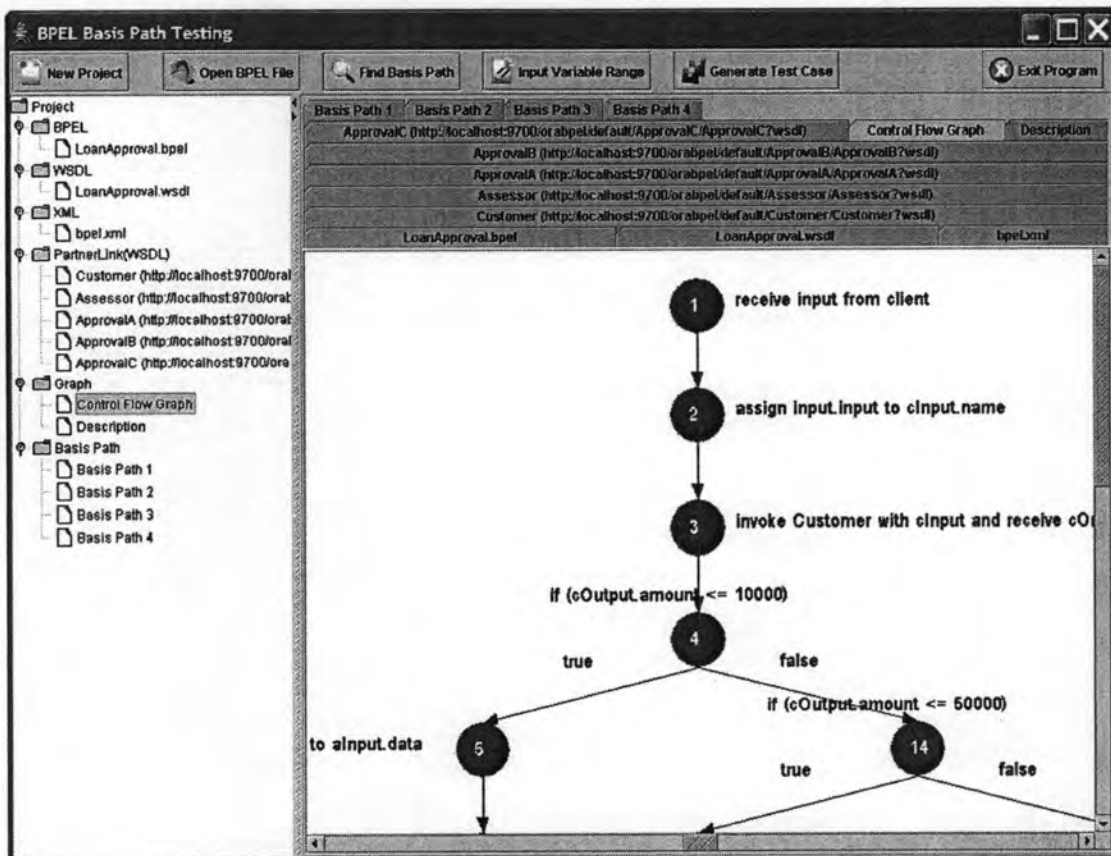 BPEL Basis Path Testing
New Project
Open BPEL File
Find Basis Path
Input Variable Range
Generate Test Case
Exit Program
Project
BPEL
LoanApproval.bpel
WSDL
LoanApproval.wsdl
XML
bpel.xml
PartnerLink(WSDL)
Customer (http://localhost:9700/oral
Assessor (http://localhost:9700/orab
ApprovalA (http://localhost:9700/orab
ApprovalB (http://localhost:9700/orab
ApprovalC (http://localhost:9700/ora
Graph
Control Flow Graph
Description
Basis Path
Basis Path 1
Basis Path 2
Basis Path 3
Basis Path 4
Basis Path 1
Basis Path 2
Basis Path 3
Basis Path 4
ApprovalC (http://localhost:9700/orabpel/default/ApprovalC/ApprovalC?wsdl)
Control Flow Graph
Description
ApprovalB (http://localhost:9700/orabpel/default/ApprovalB/ApprovalB?wsdl)
ApprovalA (http://localhost:9700/orabpel/default/ApprovalA/ApprovalA?wsdl)
Assessor (http://localhost:9700/orabpel/default/Assessor/Assessor?wsdl)
Customer (http://localhost:9700/orabpel/default/Customer/Customer?wsdl)
LoanApproval.bpel
LoanApproval.wsdl
bpel.xml
1
receive input from client
2
assign input.input to cInput.name
3
invoke Customer with cInput and receive cOu
if (cOutput.amount <= 10000)
4
true
false
if (cOutput.amount <= 50000)
to aInput.data
5
14
true
false